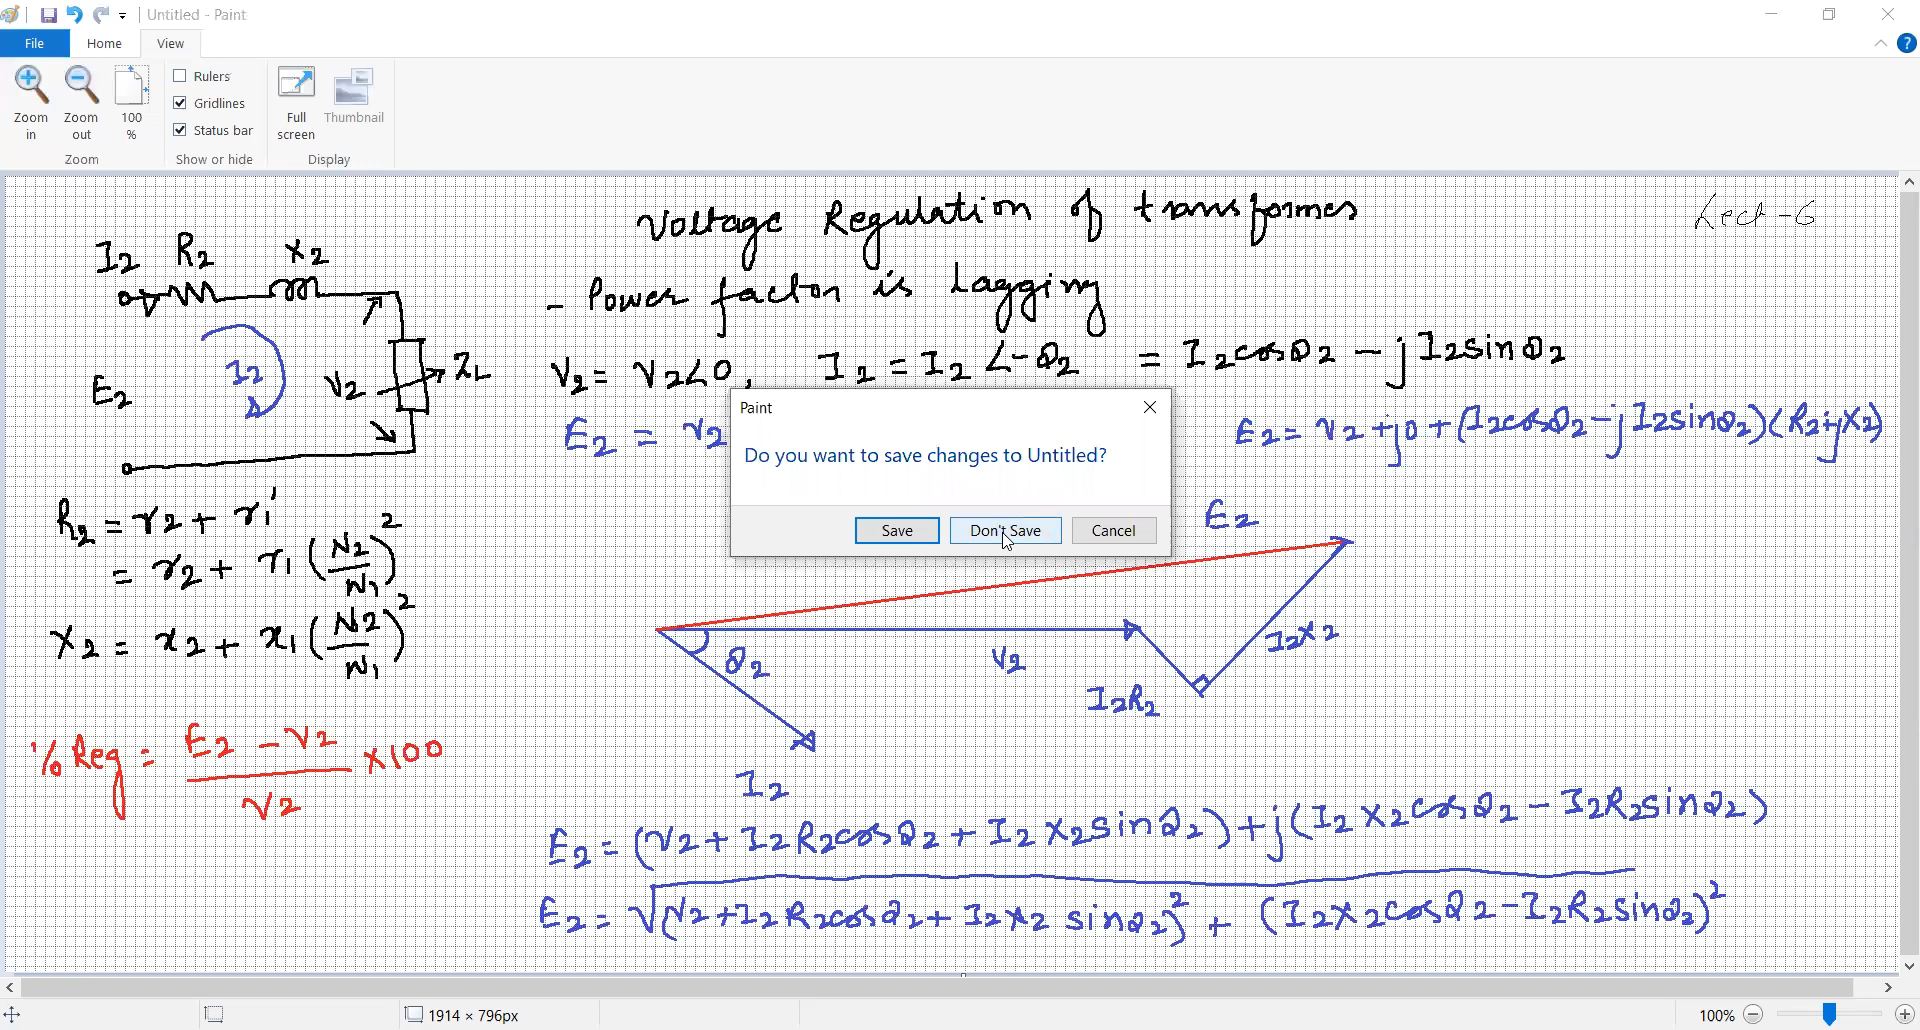 Untitled - Paint
File Home View
Zoom in
Zoom out
100 %
Rulers
Gridlines
Status bar
Full screen
Thumbnail
Zoom
Show or hide
Display
Voltage Regulation of transformer
Lect-6
- Power factor is Lagging
I2 R2 X2
E2 I2 V2 ZL
V2 = V2∠0, I2 = I2∠-θ2 = I2cosθ2 - jI2sinθ2
E2 = V2
E2 = V2 + j0 + (I2cosθ2 - jI2sinθ2)(R2+jX2)
Paint
Do you want to save changes to Untitled?
Save Don't Save Cancel
R2 = r2 + r1'
= r2 + r1 (N2/N1)²
X2 = x2 + x1 (N2/N1)²
E2
θ2
V2
I2R2
I2X2
I2
% Reg = (E2 - V2)/V2 × 100
E2 = (V2 + I2R2cosθ2 + I2X2sinθ2) + j(I2X2cosθ2 - I2R2sinθ2)
E2 = √(V2 + I2R2cosθ2 + I2X2 sinθ2)² + (I2X2cosθ2 - I2R2sinθ2)²
1914 × 796px
100%